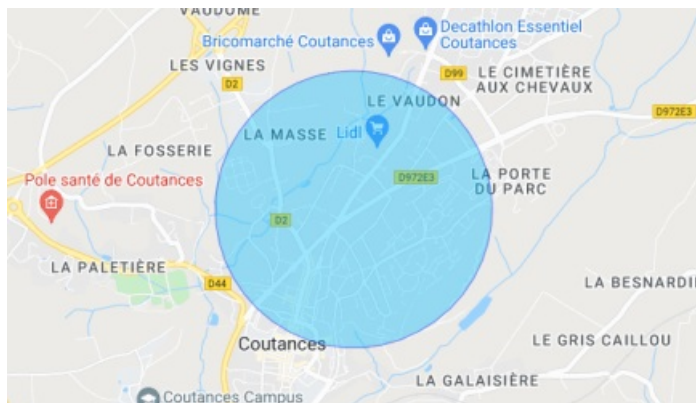 VAUDOME
Decathlon Essentiel
Coutances
Bricomarché Coutances
LES VIGNES
D99
LE CIMETIÈRE
AUX CHEVAUX
D2
LE VAUDON
D972E3
LA MASSE
Lidl
LA FOSSERIE
Pole santé de Coutances
D972E3
LA PORTE
DU PARC
D2
LA PALETIÈRE
D44
LA BESNARDI
Coutances
LE GRIS CAILLOU
LA GALAISIÈRE
Coutances Campus